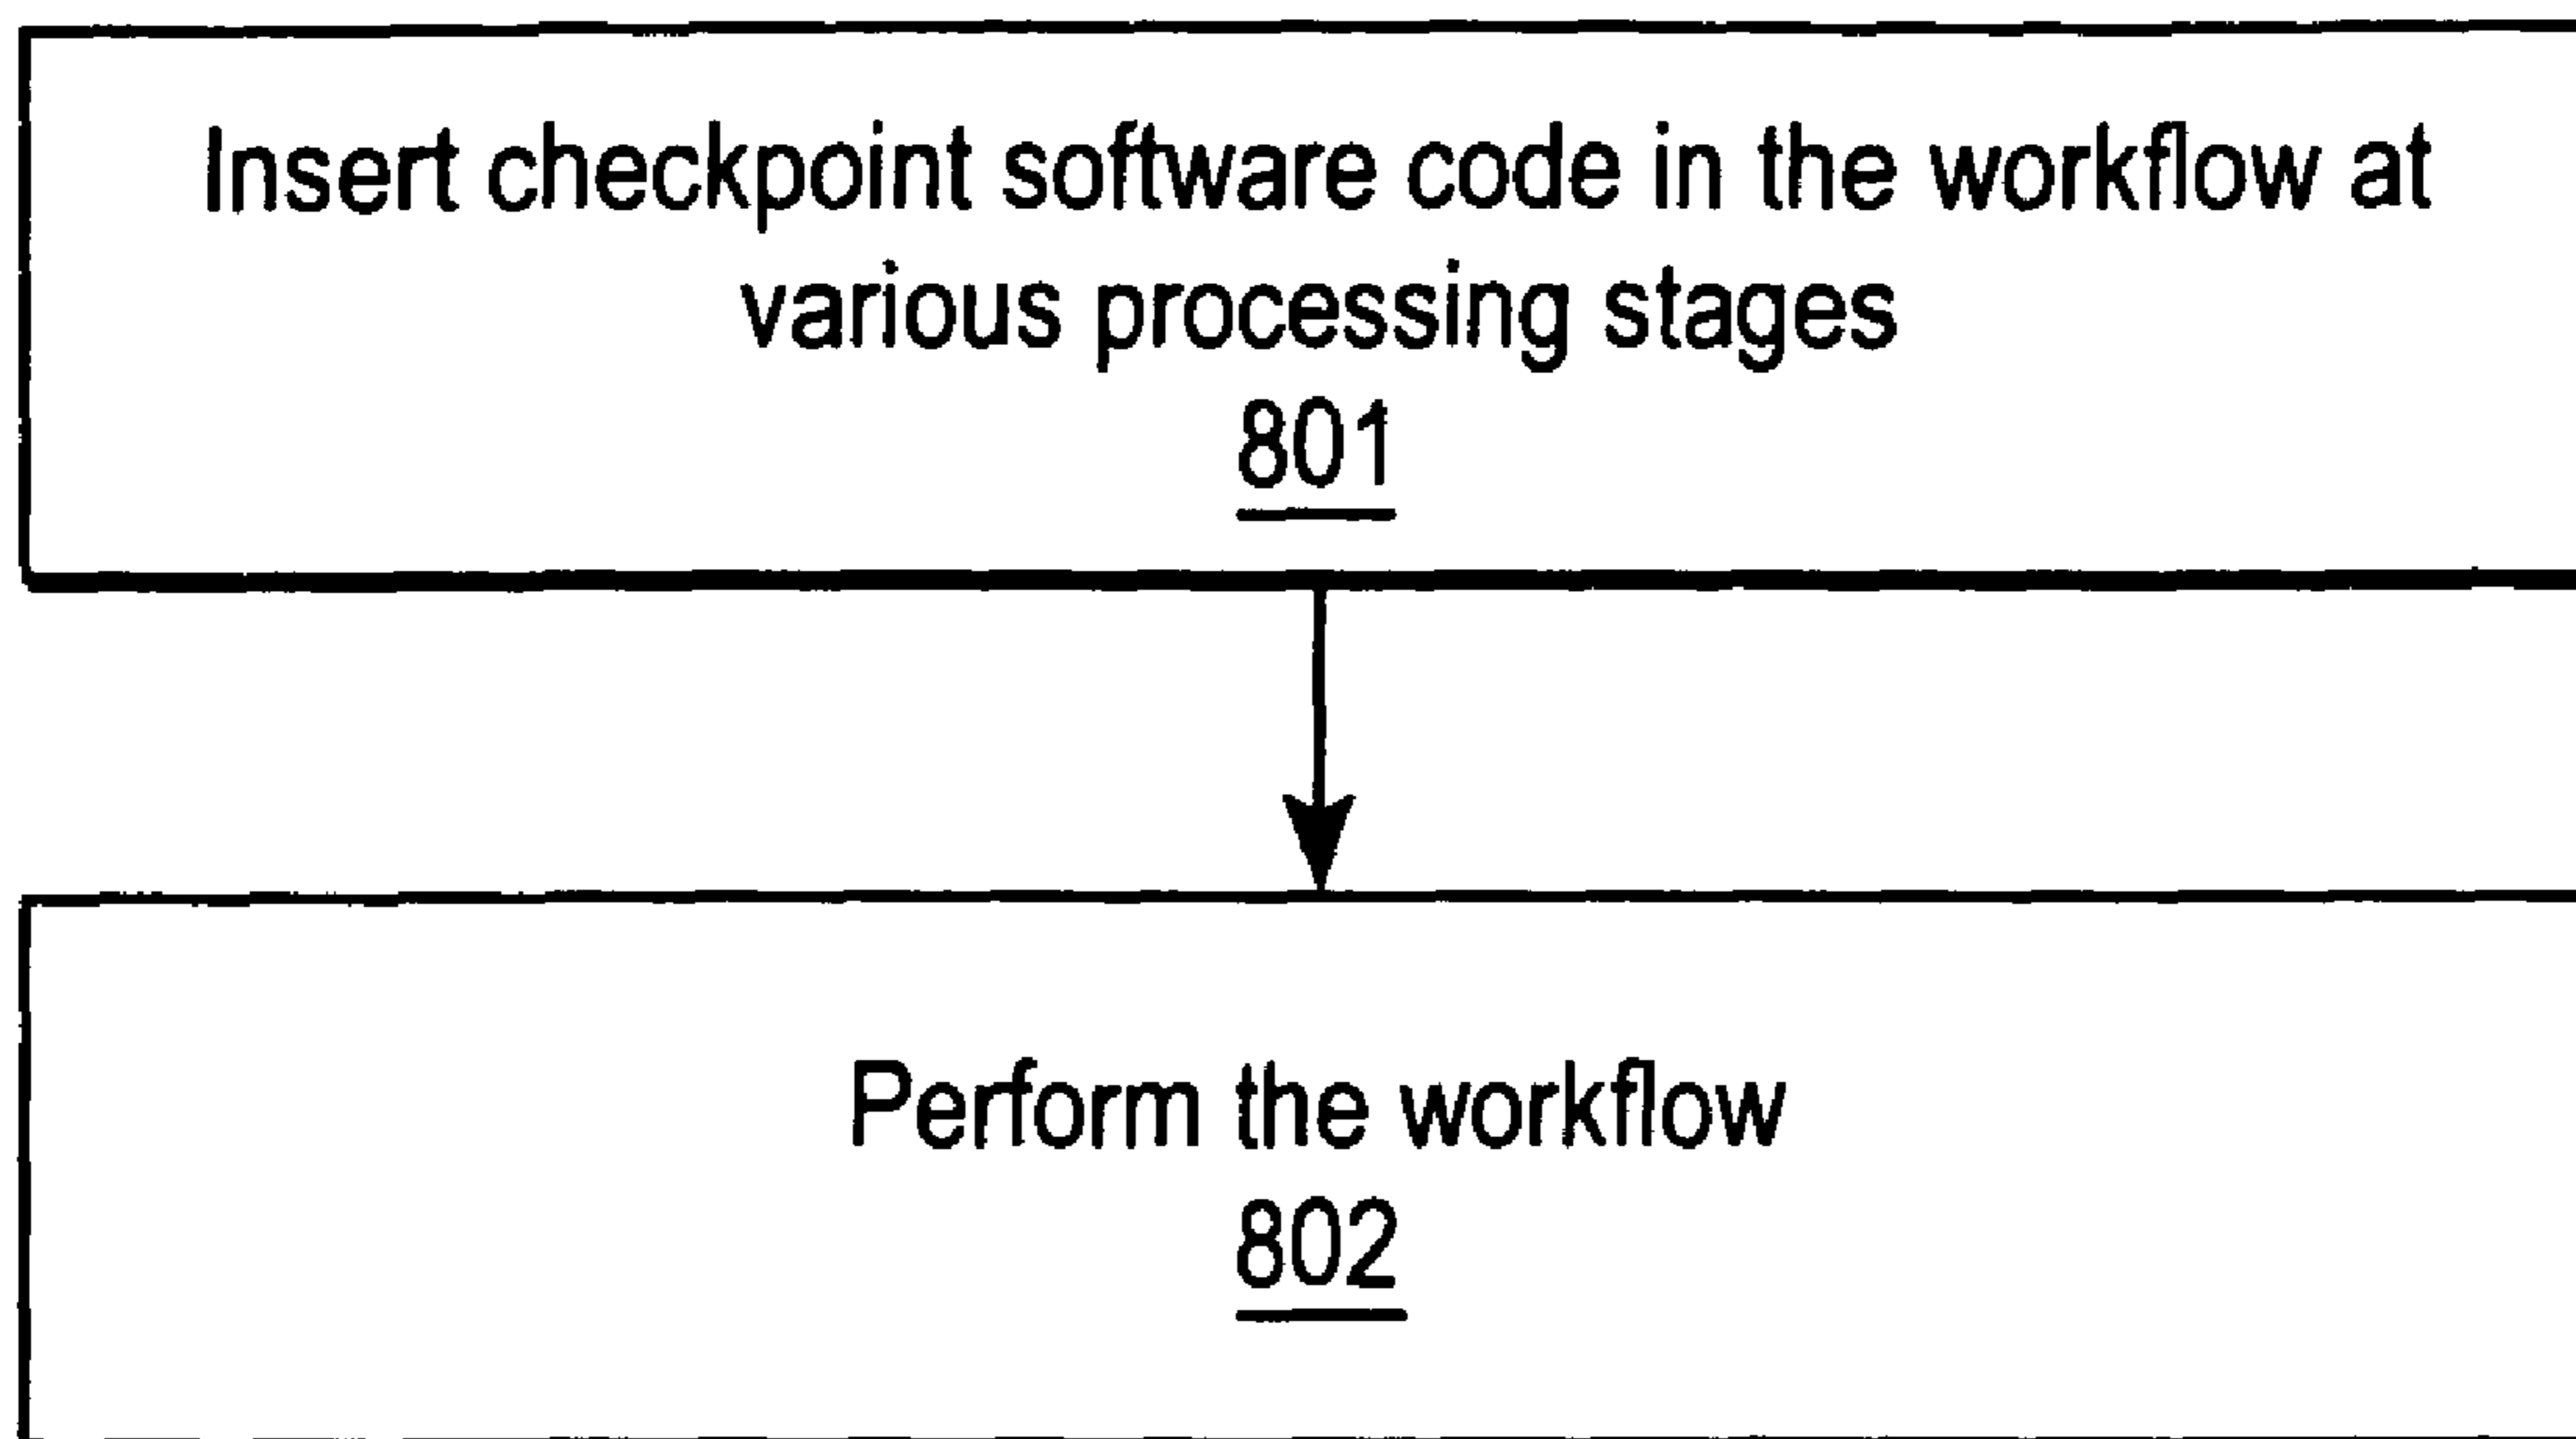 Insert checkpoint software code in the workflow at
various processing stages
801
Perform the workflow
802